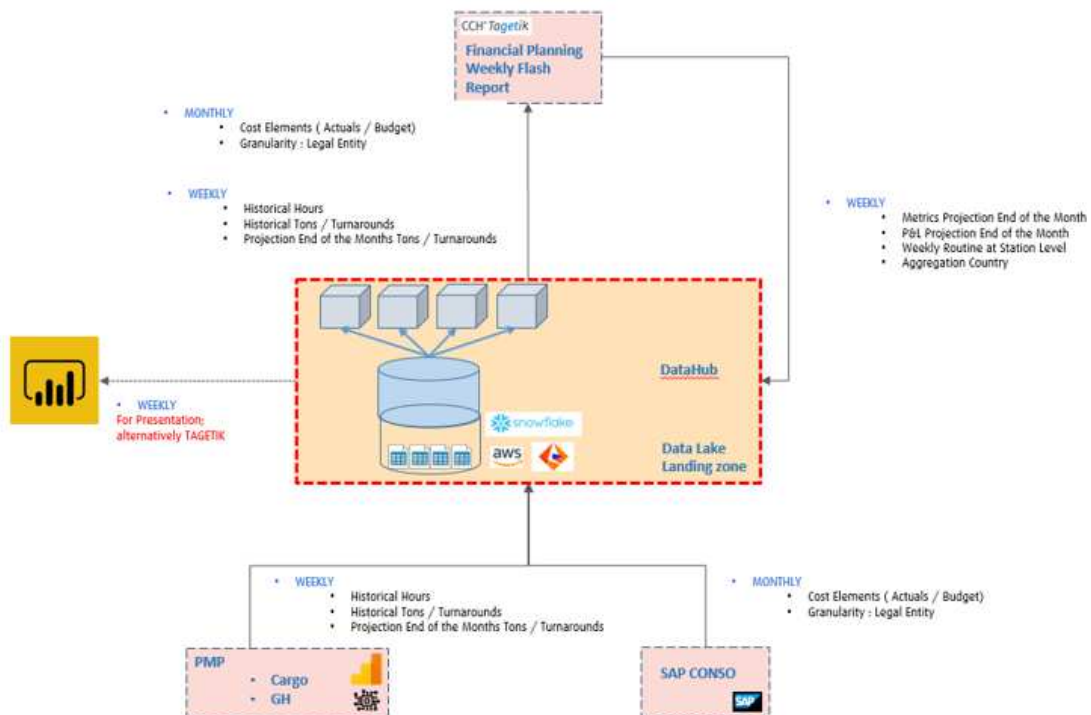 CCH® Tagetik
Financial Planning
Weekly Flash
Report
MONTHLY
Cost Elements ( Actuals / Budget)
Granularity : Legal Entity
WEEKLY
Historical Hours
Historical Tons / Turnarounds
Projection End of the Months Tons / Turnarounds
WEEKLY
Metrics Projection End of the Month
P&L Projection End of the Month
Weekly Routine at Station Level
Aggregation Country
DataHub
snowflake
aws
Data Lake
Landing zone
WEEKLY
For Presentation;
alternatively TAGETIK
WEEKLY
Historical Hours
Historical Tons / Turnarounds
Projection End of the Months Tons / Turnarounds
MONTHLY
Cost Elements ( Actuals / Budget)
Granularity : Legal Entity
PMP
Cargo
GH
SAP CONSO
SAP